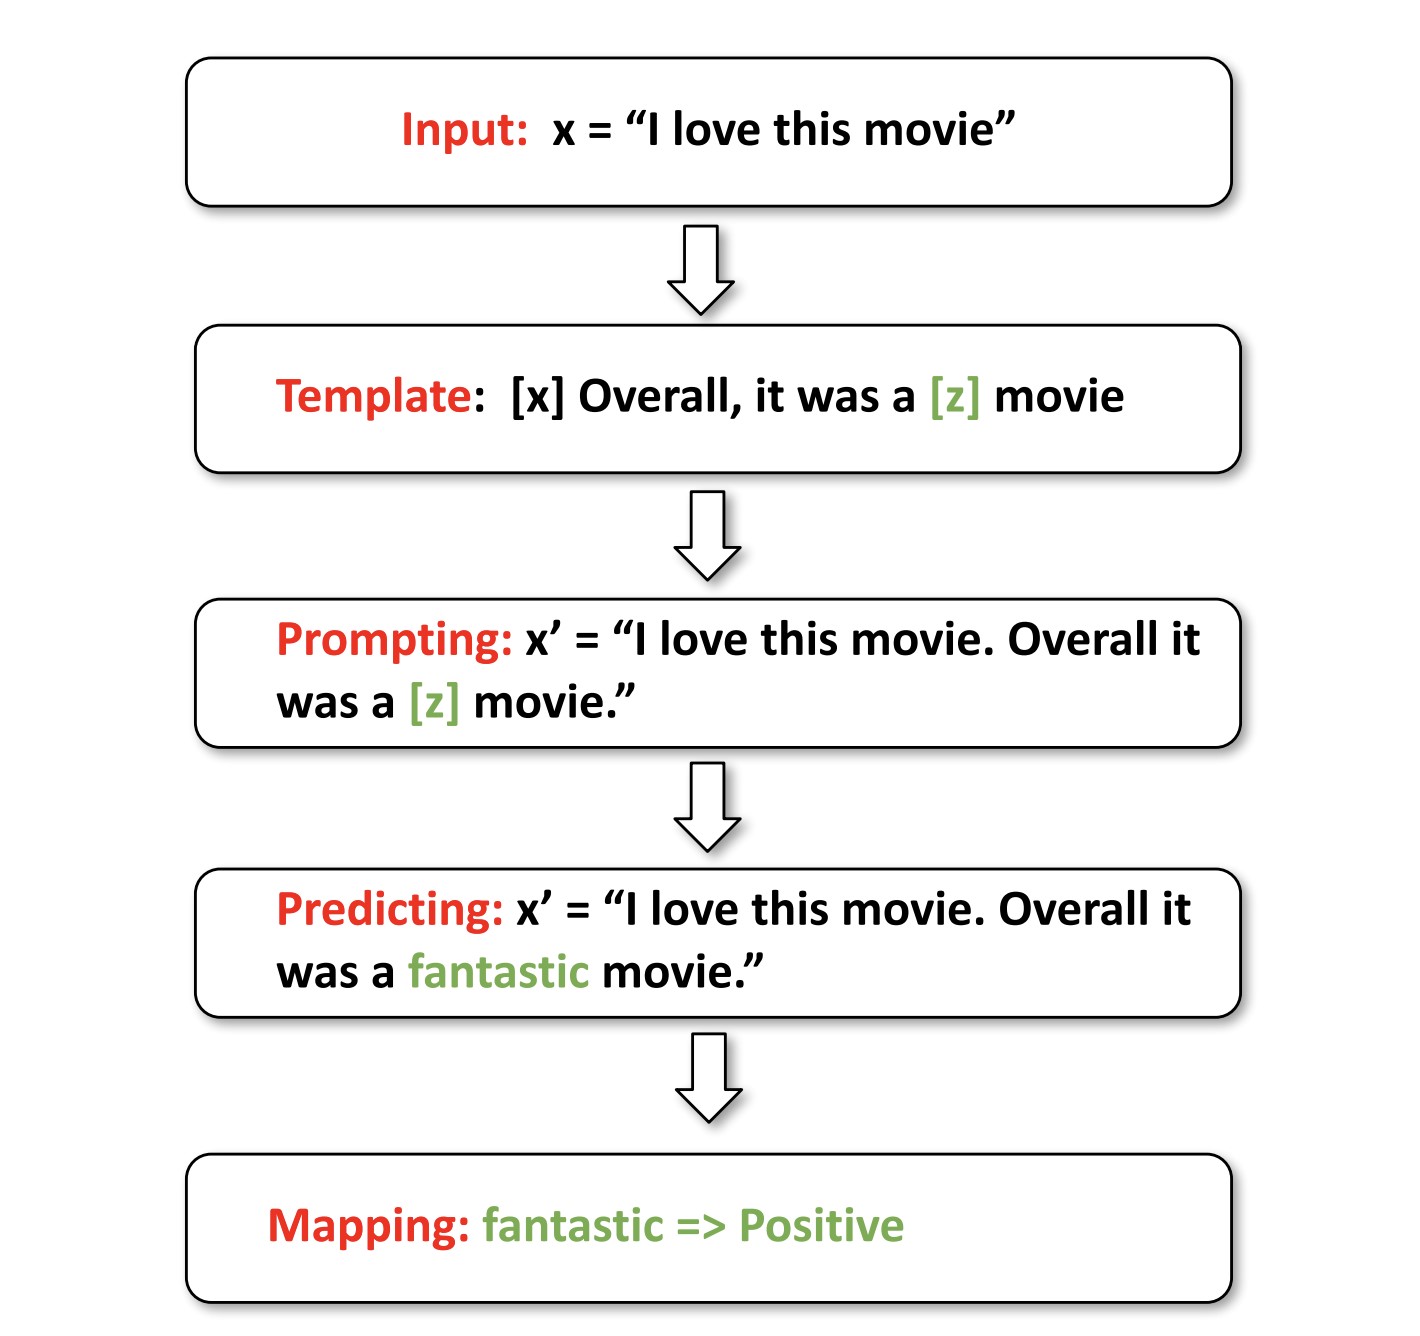 Input: x = “I love this movie”
Template: [x] Overall, it was a [z] movie
Prompting: x’ = “I love this movie. Overall it
was a [z] movie.”
Predicting: x’ = “I love this movie. Overall it
was a fantastic movie.”
Mapping: fantastic => Positive